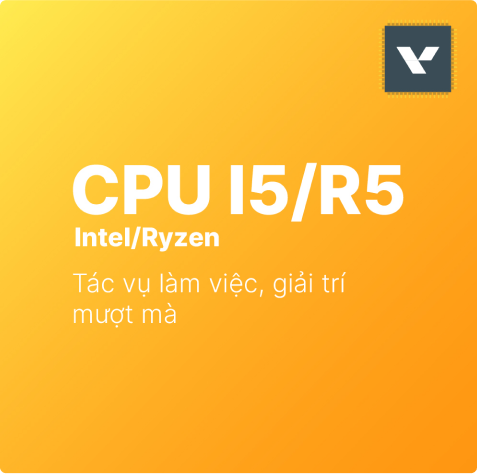 CPU I5/R5
Intel/Ryzen
Tác vụ làm việc, giải trí
mượt mà